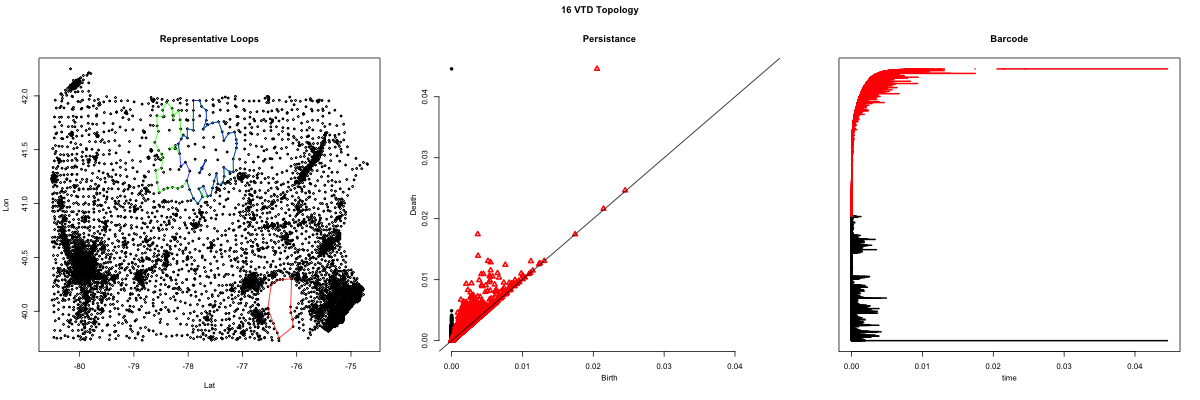 16 VTD Topology
Representative Loops
Lon
42.0
41.5
41.0
40.5
40.0
-80
-79
-78
-77
-76
-75
Lat
Persistance
Death
0.04
0.03
0.02
0.01
0.00
0.00
0.01
0.02
0.03
0.04
Birth
Barcode
0.00
0.01
0.02
0.03
0.04
time